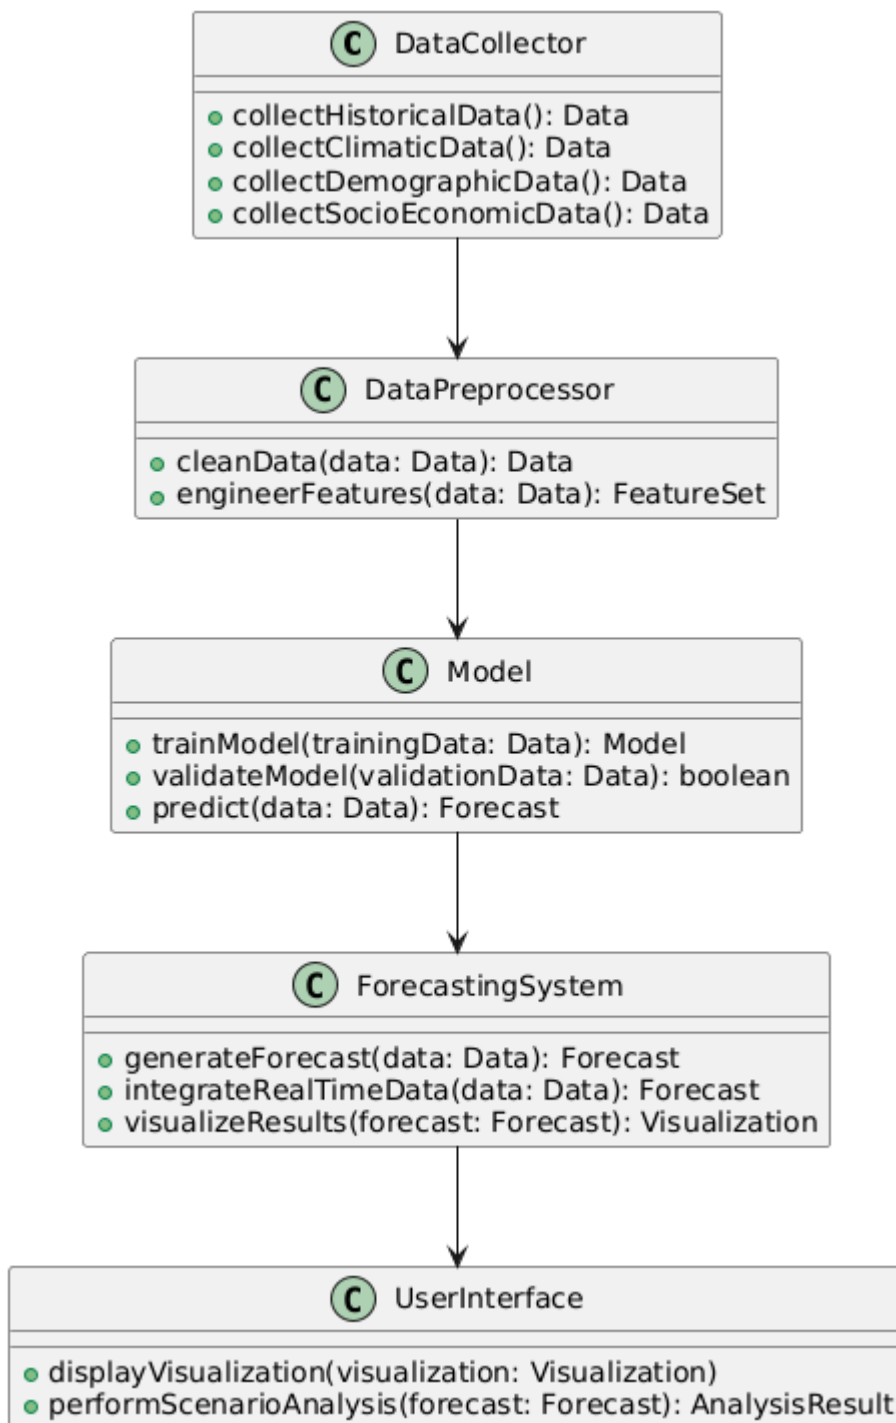 C DataCollector
collectHistoricalData(): Data
collectClimaticData(): Data
collectDemographicData(): Data
collectSocioEconomicData(): Data
C DataPreprocessor
cleanData(data: Data): Data
engineerFeatures(data: Data): FeatureSet
C Model
trainModel(trainingData: Data): Model
validateModel(validationData: Data): boolean
predict(data: Data): Forecast
C ForecastingSystem
generateForecast(data: Data): Forecast
integrateRealTimeData(data: Data): Forecast
visualizeResults(forecast: Forecast): Visualization
C UserInterface
displayVisualization(visualization: Visualization)
performScenarioAnalysis(forecast: Forecast): AnalysisResult